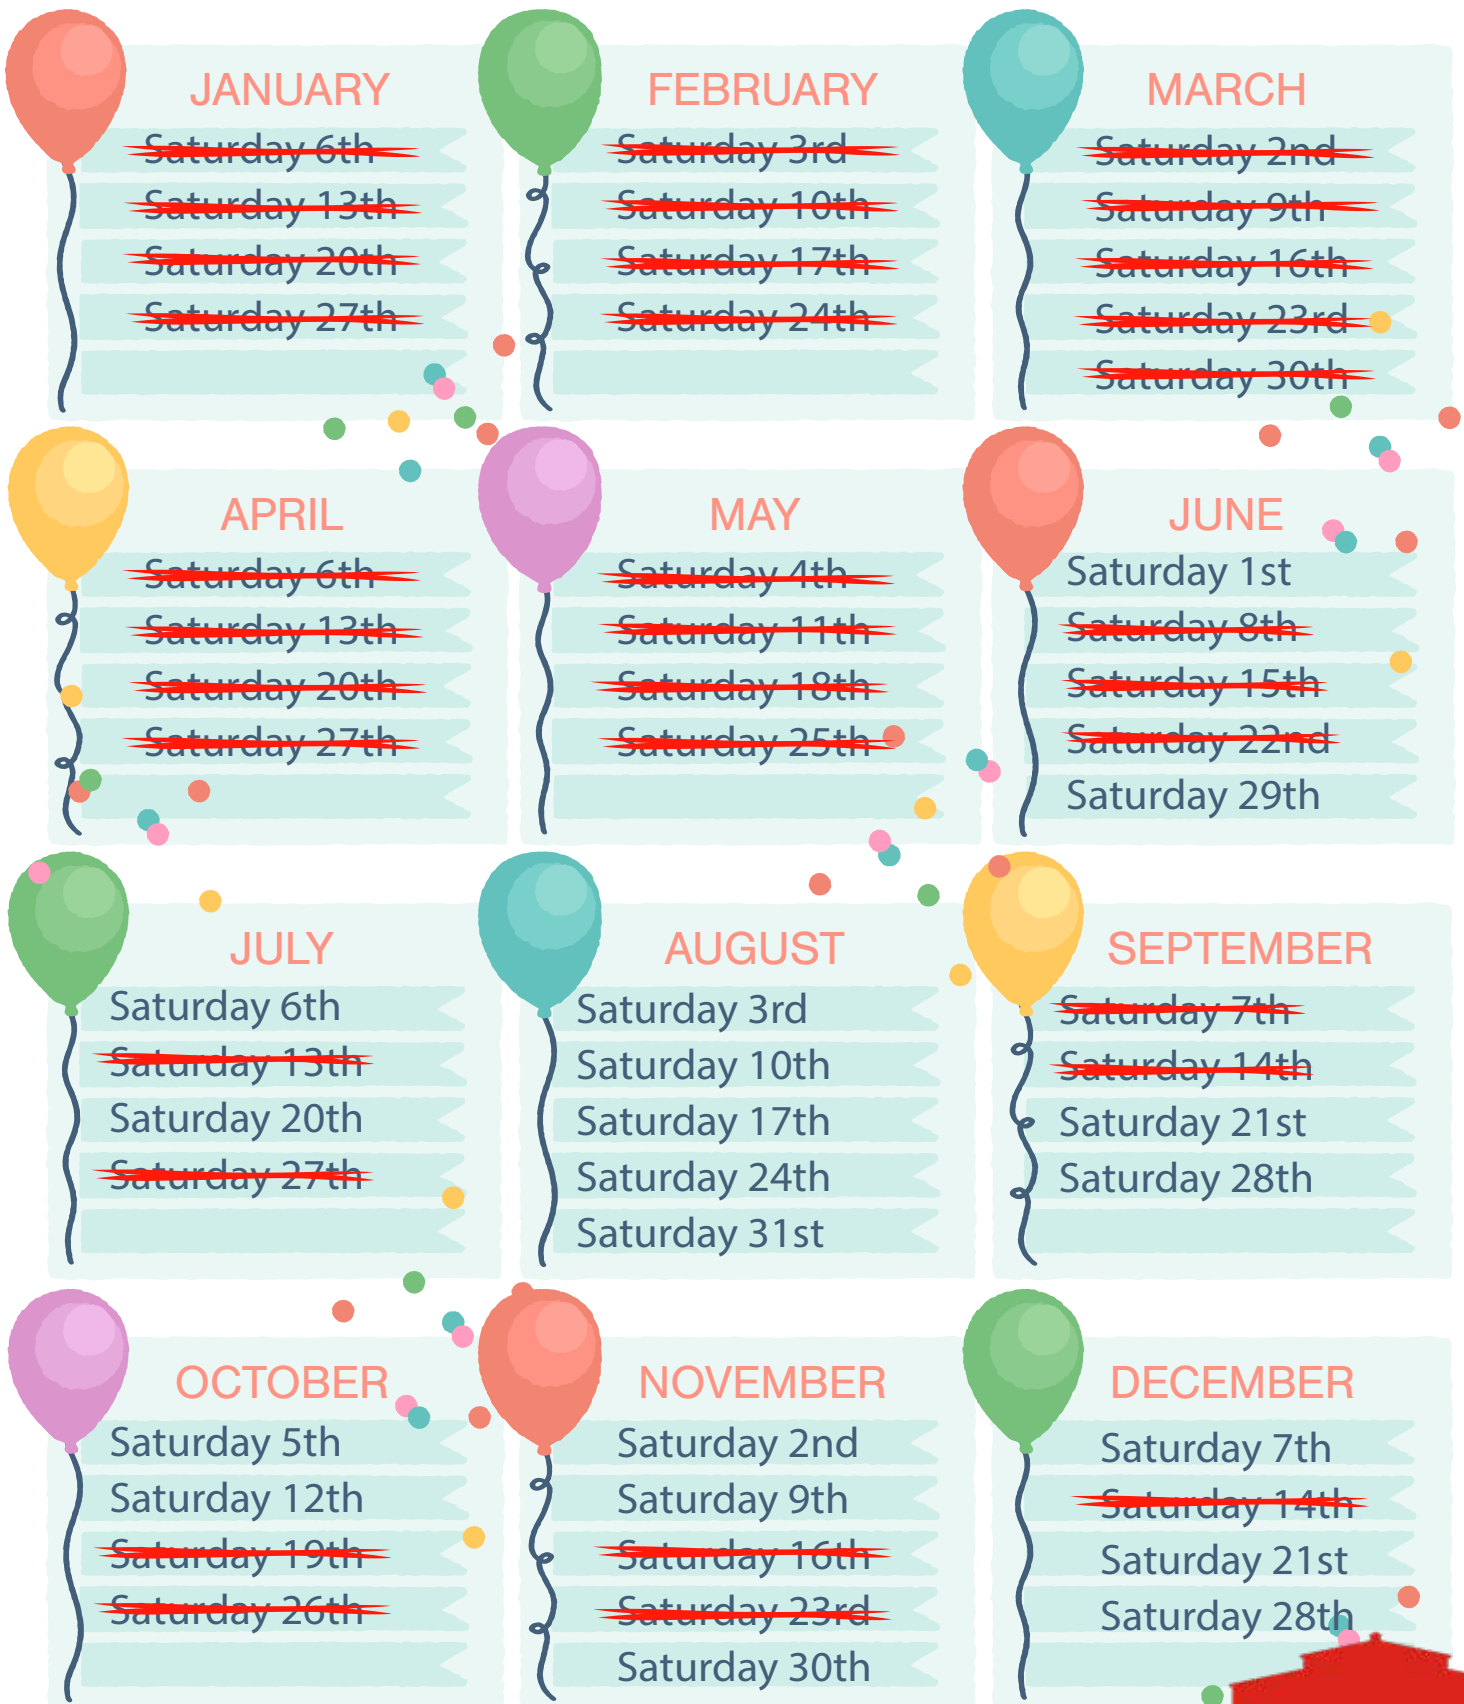 JANUARY
Saturday 6th
Saturday 13th
Saturday 20th
Saturday 27th
FEBRUARY
Saturday 3rd
Saturday 10th
Saturday 17th
Saturday 24th
MARCH
Saturday 2nd
Saturday 9th
Saturday 16th
Saturday 23rd
Saturday 30th
APRIL
Saturday 6th
Saturday 13th
Saturday 20th
Saturday 27th
MAY
Saturday 4th
Saturday 11th
Saturday 18th
Saturday 25th
JUNE
Saturday 1st
Saturday 8th
Saturday 15th
Saturday 22nd
Saturday 29th
JULY
Saturday 6th
Saturday 13th
Saturday 20th
Saturday 27th
AUGUST
Saturday 3rd
Saturday 10th
Saturday 17th
Saturday 24th
Saturday 31st
SEPTEMBER
Saturday 7th
Saturday 14th
Saturday 21st
Saturday 28th
OCTOBER
Saturday 5th
Saturday 12th
Saturday 19th
Saturday 26th
NOVEMBER
Saturday 2nd
Saturday 9th
Saturday 16th
Saturday 23rd
Saturday 30th
DECEMBER
Saturday 7th
Saturday 14th
Saturday 21st
Saturday 28th